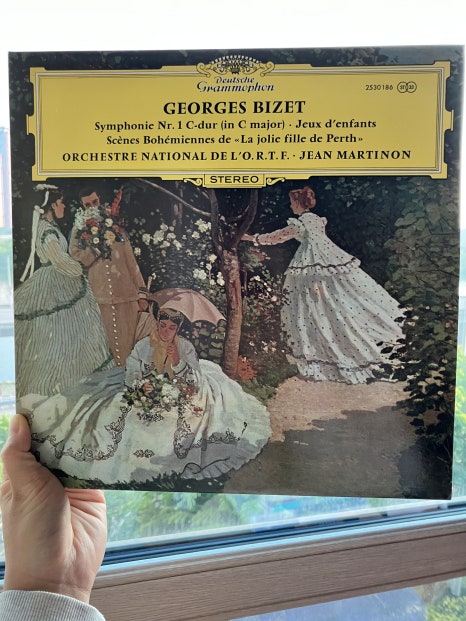 Deutsche
Grammophon
2530 186
GEORGES BIZET
Symphonie Nr. 1 C-dur (in C major) · Jeux d'enfants
Scènes Bohémiennes de «La jolie fille de Perth»
ORCHESTRE NATIONAL DE L'O.R.T.F. · JEAN MARTINON
STEREO